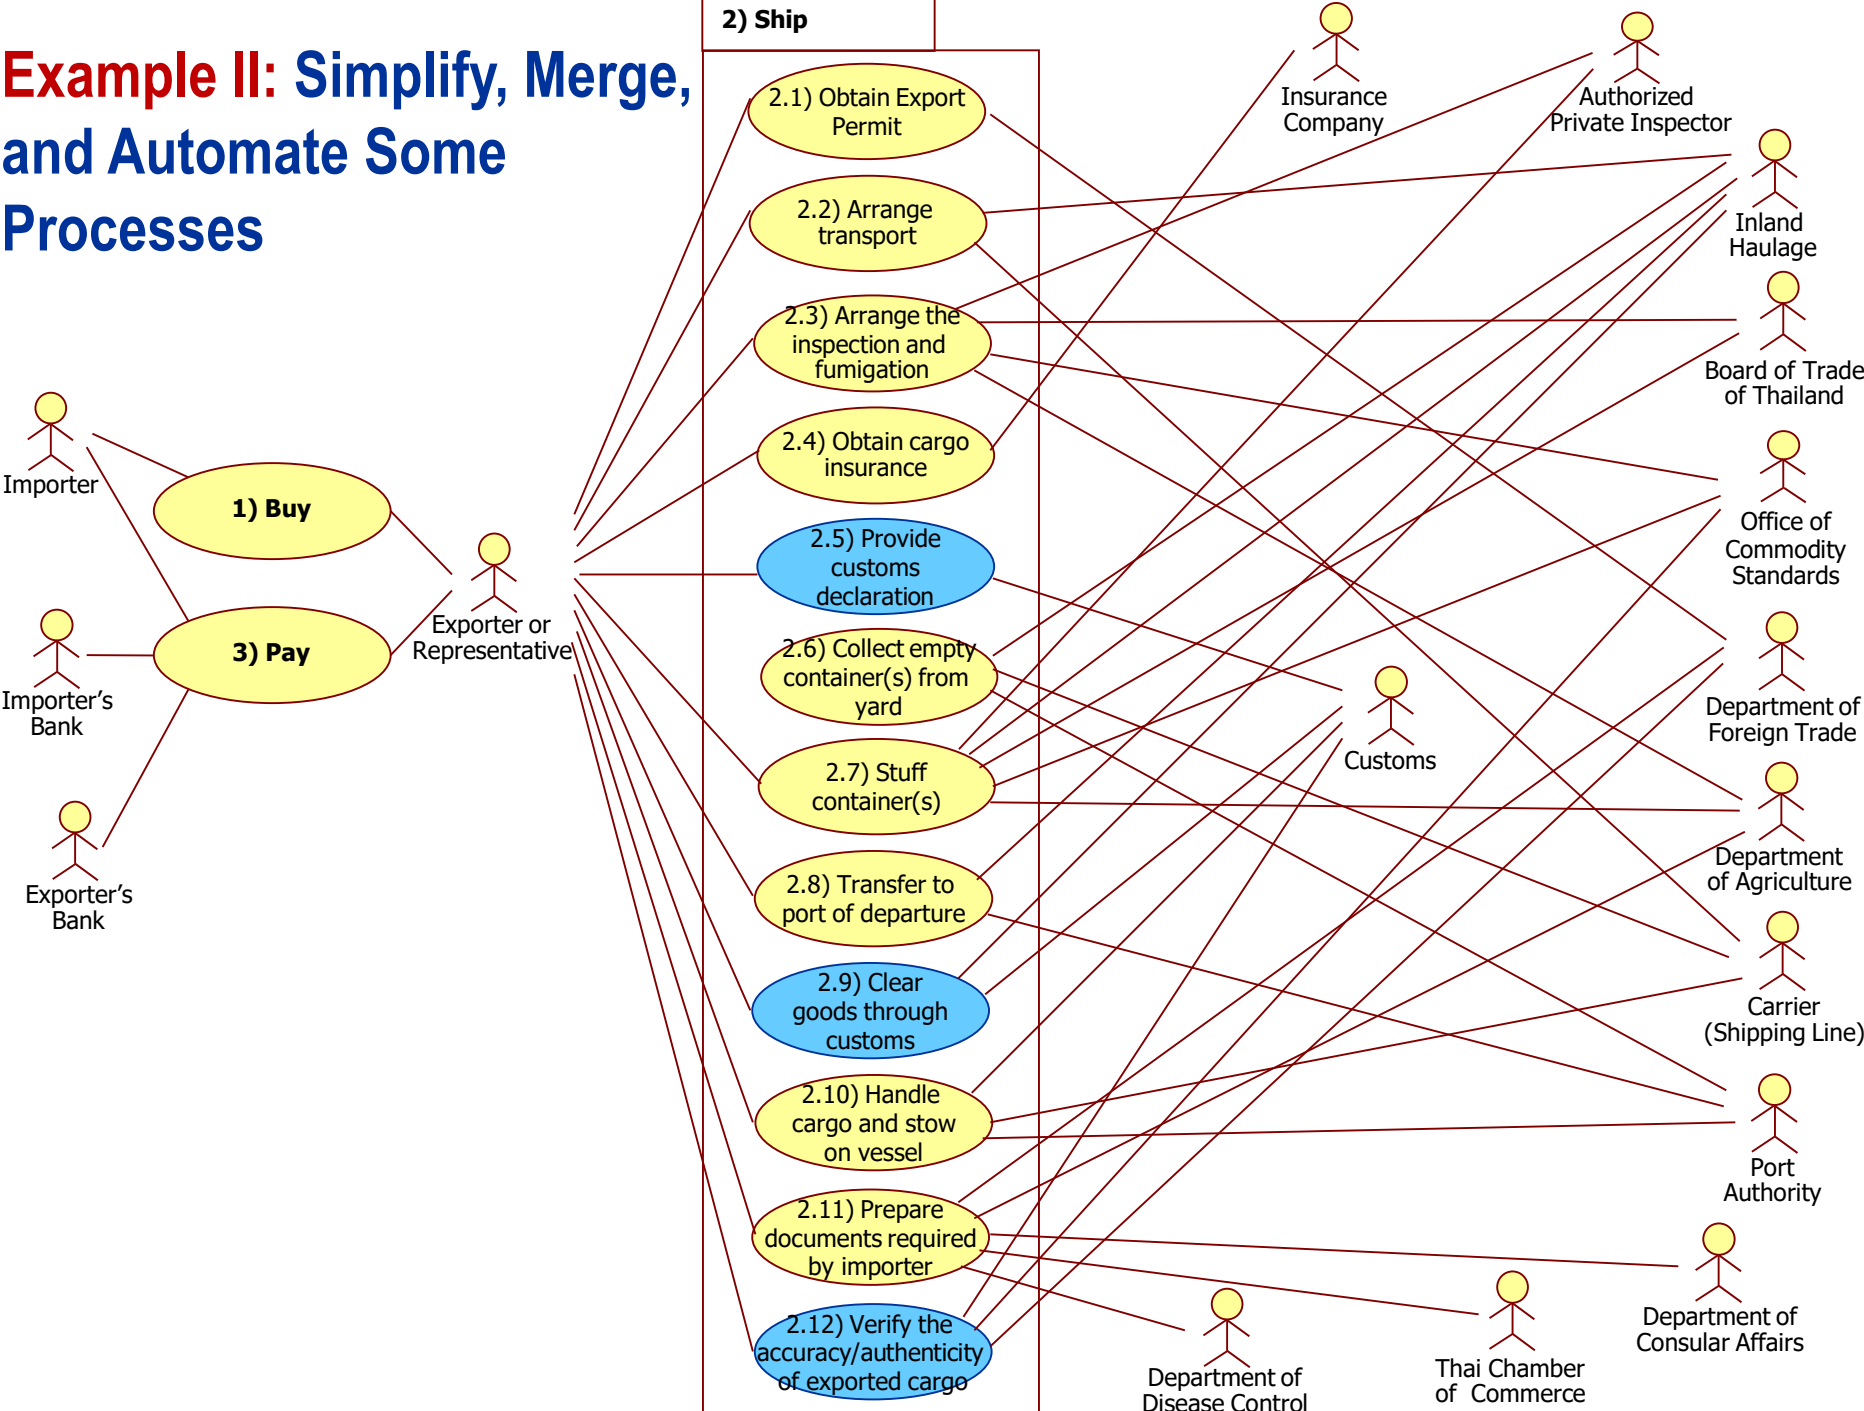 Example II: Simplify, Merge,
and Automate Some
Processes
2) Ship
2.1) Obtain Export
Permit
2.2) Arrange
transport
2.3) Arrange the
inspection and
fumigation
2.4) Obtain cargo
insurance
2.5) Provide
customs
declaration
2.6) Collect empty
container(s) from
yard
2.7) Stuff
container(s)
2.8) Transfer to
port of departure
2.9) Clear
goods through
customs
2.10) Handle
cargo and stow
on vessel
2.11) Prepare
documents required
by importer
2.12) Verify the
accuracy/authenticity
of exported cargo
Importer
1) Buy
3) Pay
Importer’s
Bank
Exporter’s
Bank
Exporter or
Representative
Insurance
Company
Authorized
Private Inspector
Inland
Haulage
Board of Trade
of Thailand
Office of
Commodity
Standards
Department of
Foreign Trade
Customs
Department
of Agriculture
Carrier
(Shipping Line)
Port
Authority
Department of
Consular Affairs
Thai Chamber
of Commerce
Department of
Disease Control